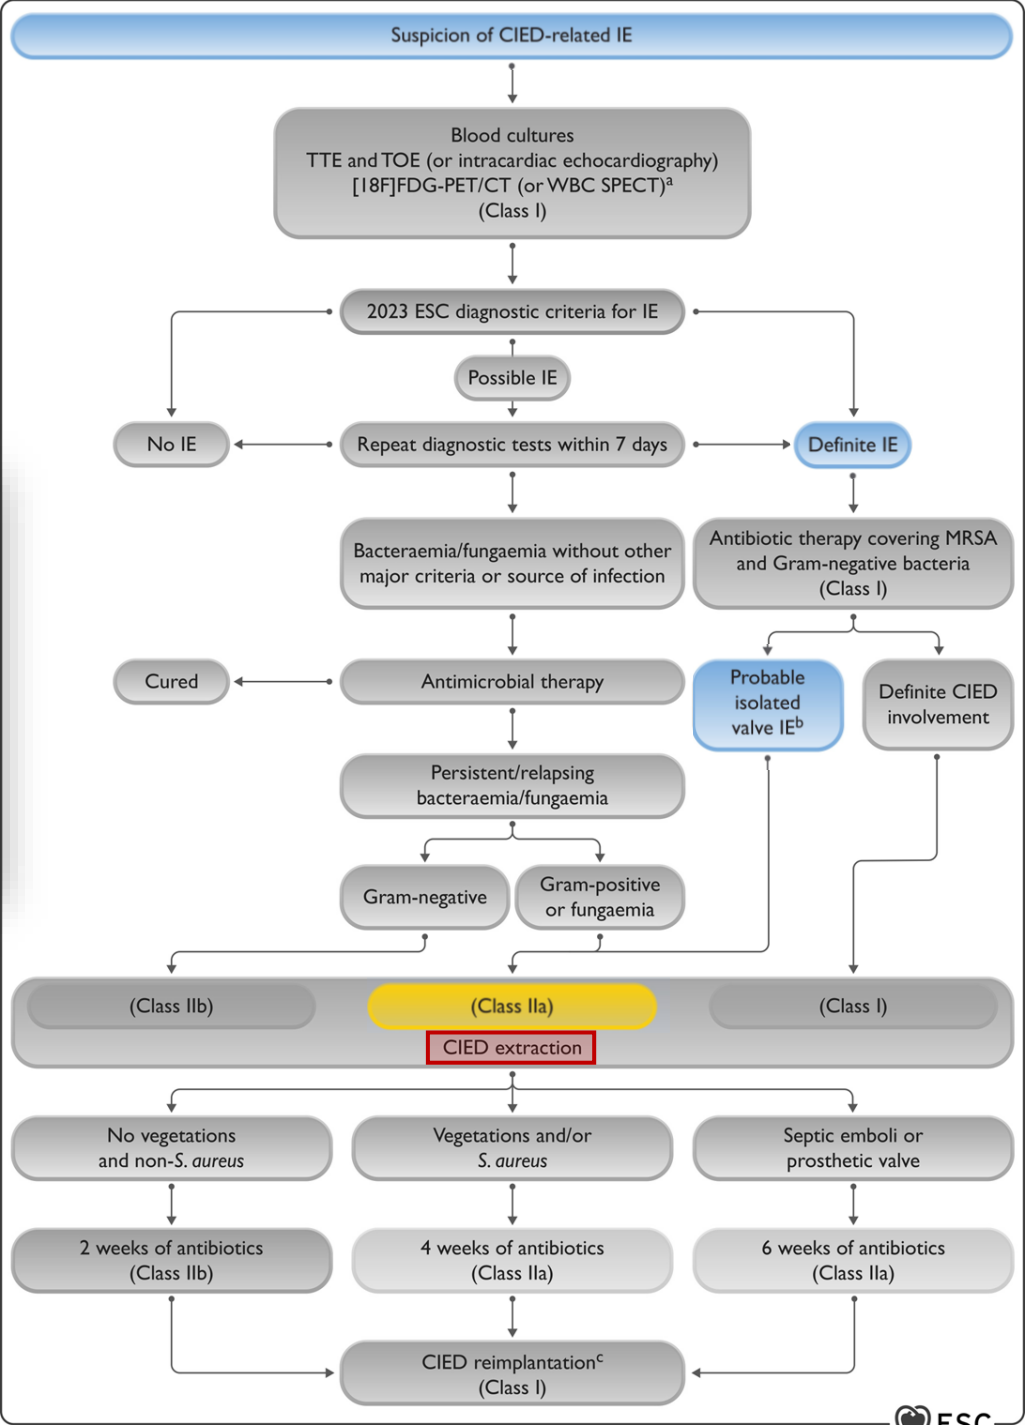 Suspicion of CIED-related IE
Blood cultures
TTE and TOE (or intracardiac echocardiography)
[18F]FDG-PET/CT (or WBC SPECT)a
(Class I)
2023 ESC diagnostic criteria for IE
Possible IE
No IE
Repeat diagnostic tests within 7 days
Definite IE
Bacteraemia/fungaemia without other
major criteria or source of infection
Antibiotic therapy covering MRSA
and Gram-negative bacteria
(Class I)
Cured
Antimicrobial therapy
Probable
isolated
valve IEb
Definite CIED
involvement
Persistent/relapsing
bacteraemia/fungaemia
Gram-negative
Gram-positive
or fungaemia
(Class IIb)
(Class IIa)
(Class I)
CIED extraction
No vegetations
and non-S. aureus
Vegetations and/or
S. aureus
Septic emboli or
prosthetic valve
2 weeks of antibiotics
(Class IIb)
4 weeks of antibiotics
(Class IIa)
6 weeks of antibiotics
(Class IIa)
CIED reimplantationc
(Class I)
ESC